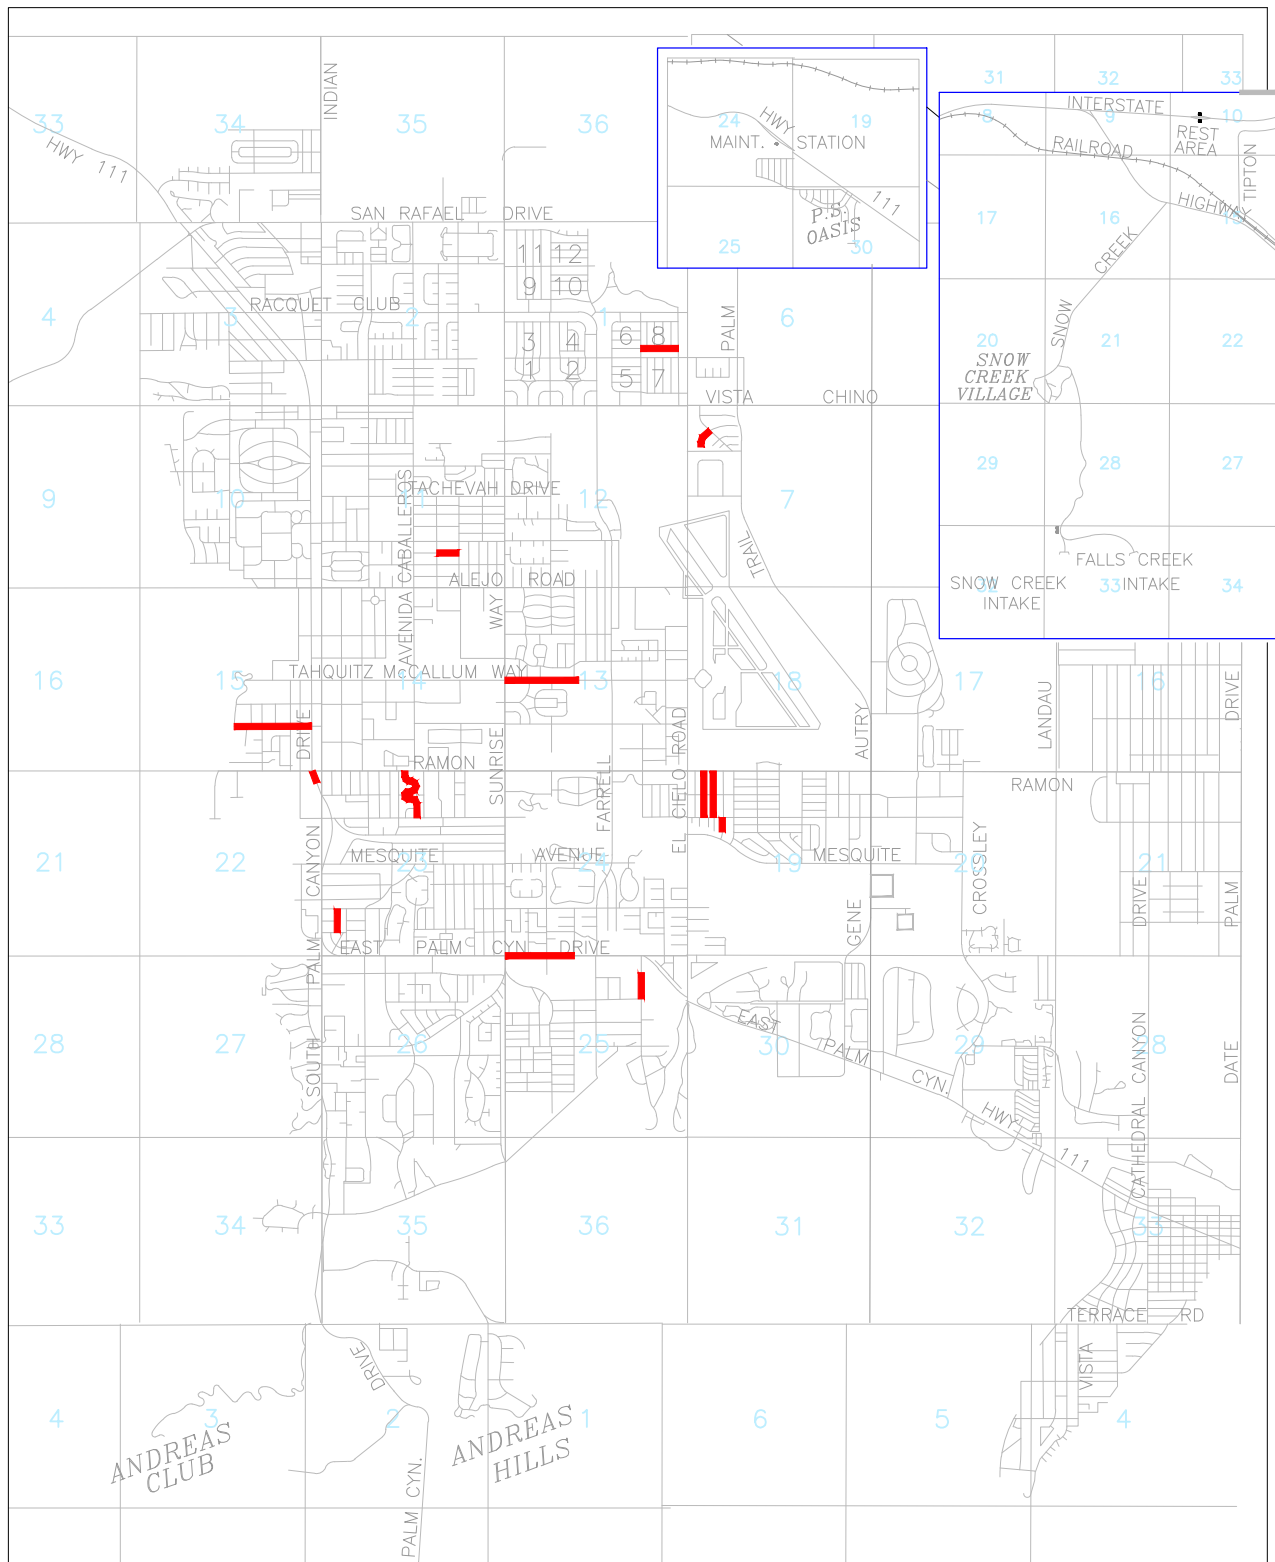 31
32
33
INTERSTATE
8
9
10
REST
AREA
RAILROAD
TIPTON
HIGHWAY
17
16
15
CREEK
SNOW
20
21
22
SNOW
CREEK
VILLAGE
29
28
27
FALLS CREEK
INTAKE
SNOW CREEK
INTAKE
32
33
34
24
19
HWY
111
MAINT. STATION
P.S.
OASIS
25
30
33
34
35
36
INDIAN
HWY 111
SAN RAFAEL DRIVE
11
12
9
10
RACQUET CLUB
4
3
2
1
6
PALM
3
4
6
8
1
2
5
7
VISTA CHINO
9
10
11
12
7
TACHEVAH DRIVE
AVENIDA CABALLEROS
TRAIL
ALEJO ROAD
WAY
TAHQUITZ McCALLUM WAY
16
15
14
13
18
17
16
DRIVE
SUNRISE
RAMON
FARRELL
EL CIELO ROAD
AUTRY
LANDAU
DRIVE
RAMON
21
22
23
24
19
20
21
PALM CANYON
MESQUITE AVENUE
MESQUITE
GENE
CROSSLEY
DRIVE
PALM
EAST PALM CYN DRIVE
28
27
26
25
30
29
28
SOUTH
EAST PALM CYN. HWY 111
CATHEDRAL CANYON
DATE
33
34
35
36
31
32
33
TERRACE RD
4
3
2
1
6
5
4
DRIVE
VISTA
ANDREAS
CLUB
ANDREAS
HILLS
PALM CYN.